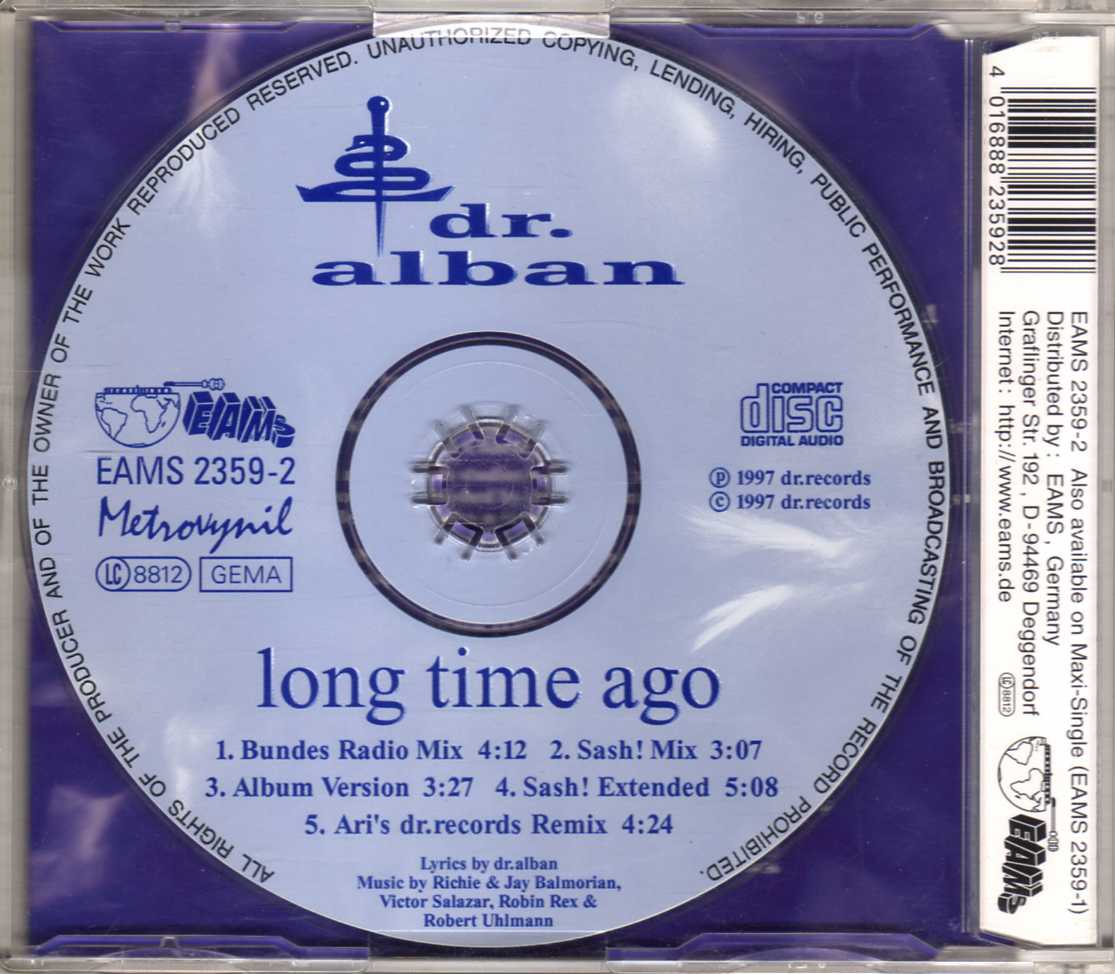 ALL RIGHTS OF THE PRODUCER AND OF THE OWNER OF THE WORK REPRODUCED RESERVED. UNAUTHORIZED COPYING, LENDING, HIRING, PUBLIC PERFORMANCE AND BROADCASTING OF THE RECORD PROHIBITED.
dr.
alban
EAMS
EAMS 2359-2
Metrovynil
LC 8812
GEMA
COMPACT
disc
DIGITAL AUDIO
℗ 1997 dr.records
© 1997 dr.records
long time ago
1. Bundes Radio Mix 4:12 2. Sash! Mix 3:07
3. Album Version 3:27 4. Sash! Extended 5:08
5. Ari's dr.records Remix 4:24
Lyrics by dr.alban
Music by Richie & Jay Balmorian,
Victor Salazar, Robin Rex &
Robert Uhlmann
4 016888 235928
EAMS 2359-2 Also available on Maxi-Single (EAMS 2359-1)
Distributed by : EAMS , Germany
Graflinger Str. 192 , D - 94469 Deggendorf
Internet : http://www.eams.de
LC 8812
EAMS